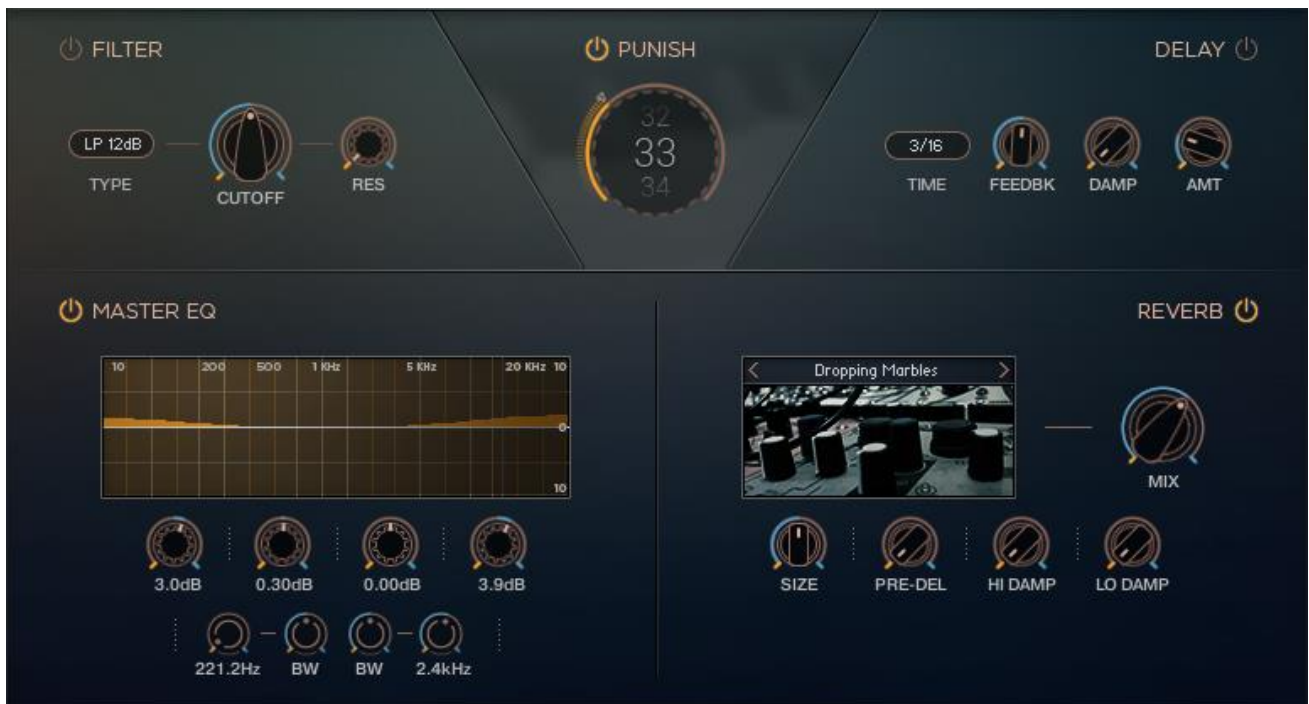 FILTER
PUNISH
DELAY
LP 12dB
TYPE
CUTOFF
RES
32
33
34
3/16
TIME
FEEDBK
DAMP
AMT
MASTER EQ
10 200 500 1 KHz 5 KHz 20 KHz 10
0
10
3.0dB
0.30dB
0.00dB
3.9dB
221.2Hz
BW
BW
2.4kHz
REVERB
Dropping Marbles
MIX
SIZE
PRE-DEL
HI DAMP
LO DAMP